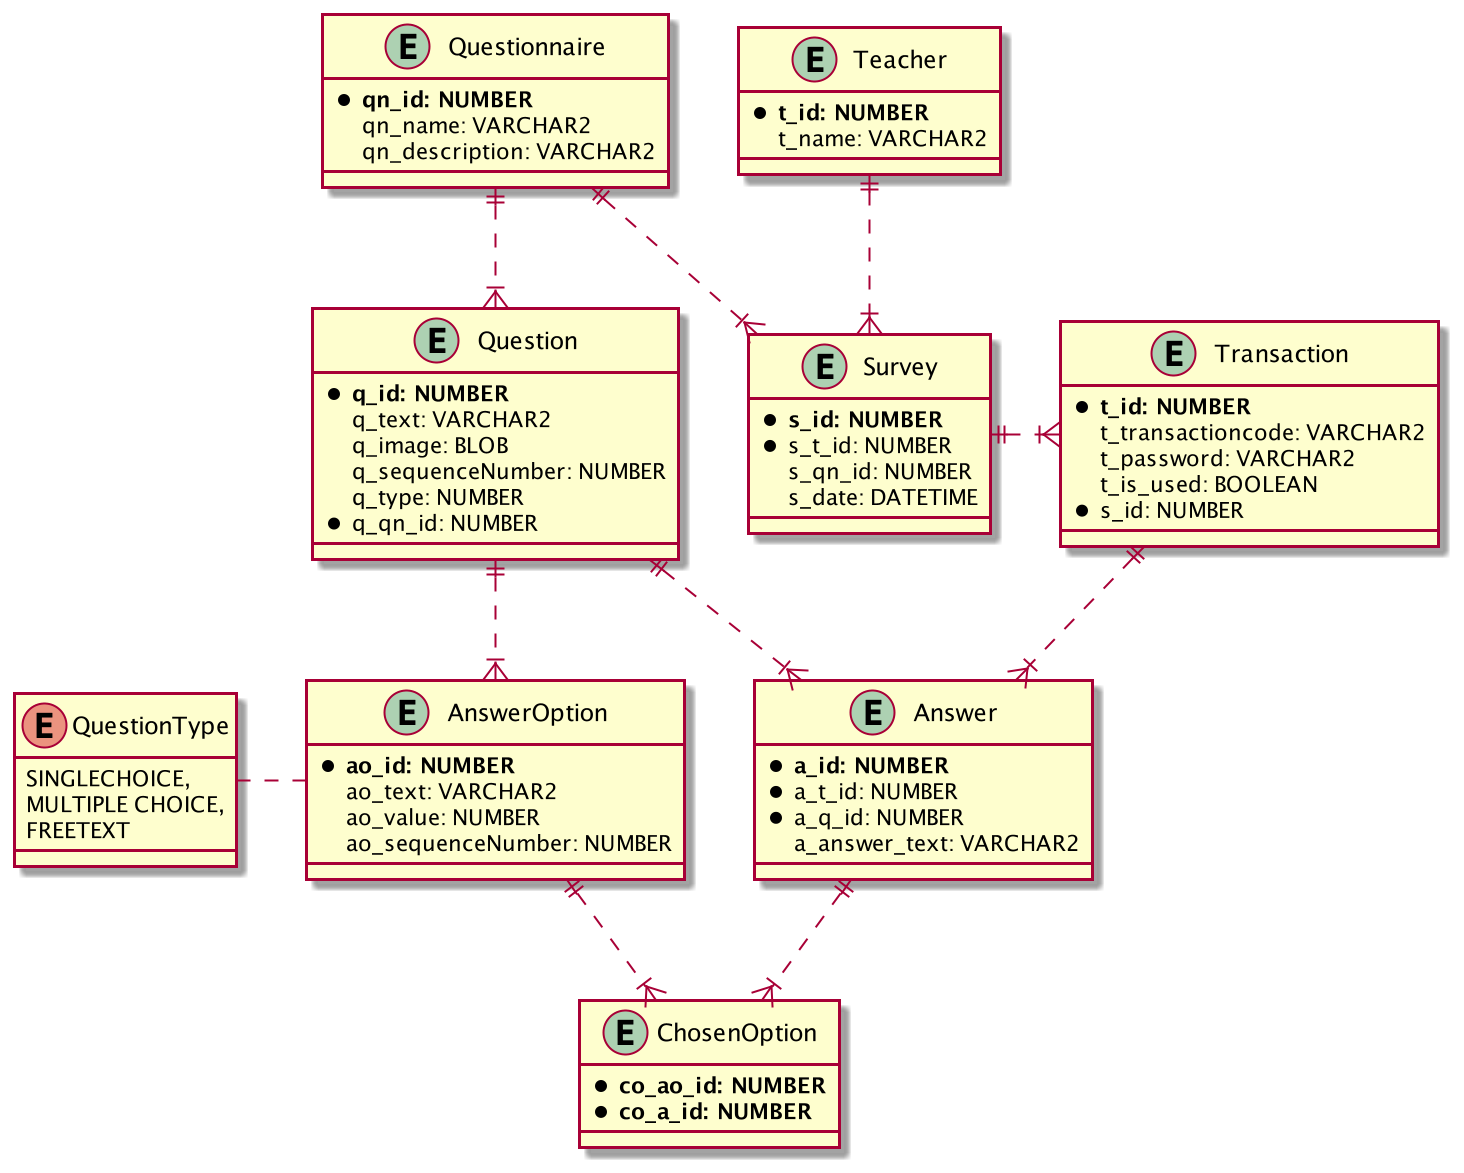 E Questionnaire
qn_id: NUMBER
qn_name: VARCHAR2
qn_description: VARCHAR2
E Teacher
t_id: NUMBER
t_name: VARCHAR2
E Question
q_id: NUMBER
q_text: VARCHAR2
q_image: BLOB
q_sequenceNumber: NUMBER
q_type: NUMBER
q_qn_id: NUMBER
E Survey
s_id: NUMBER
s_t_id: NUMBER
s_qn_id: NUMBER
s_date: DATETIME
E Transaction
t_id: NUMBER
t_transactioncode: VARCHAR2
t_password: VARCHAR2
t_is_used: BOOLEAN
s_id: NUMBER
E QuestionType
SINGLECHOICE,
MULTIPLE CHOICE,
FREETEXT
E AnswerOption
ao_id: NUMBER
ao_text: VARCHAR2
ao_value: NUMBER
ao_sequenceNumber: NUMBER
E Answer
a_id: NUMBER
a_t_id: NUMBER
a_q_id: NUMBER
a_answer_text: VARCHAR2
E ChosenOption
co_ao_id: NUMBER
co_a_id: NUMBER